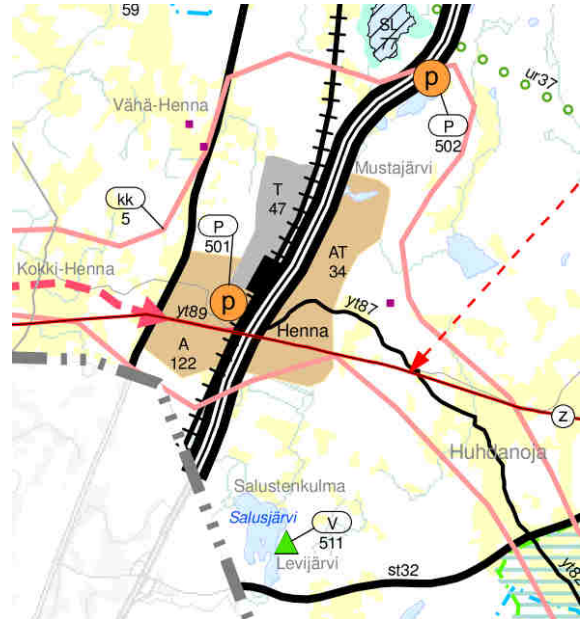 59
SL
77
ur37
Vähä-Henna
p
P
502
Mustajärvi
T
47
kk
5
P
501
Kokki-Henna
AT
34
p
yt89
yt87
Henna
A
122
z
Huhdanoja
Salustenkulma
Salusjärvi
V
511
Levijärvi
st32